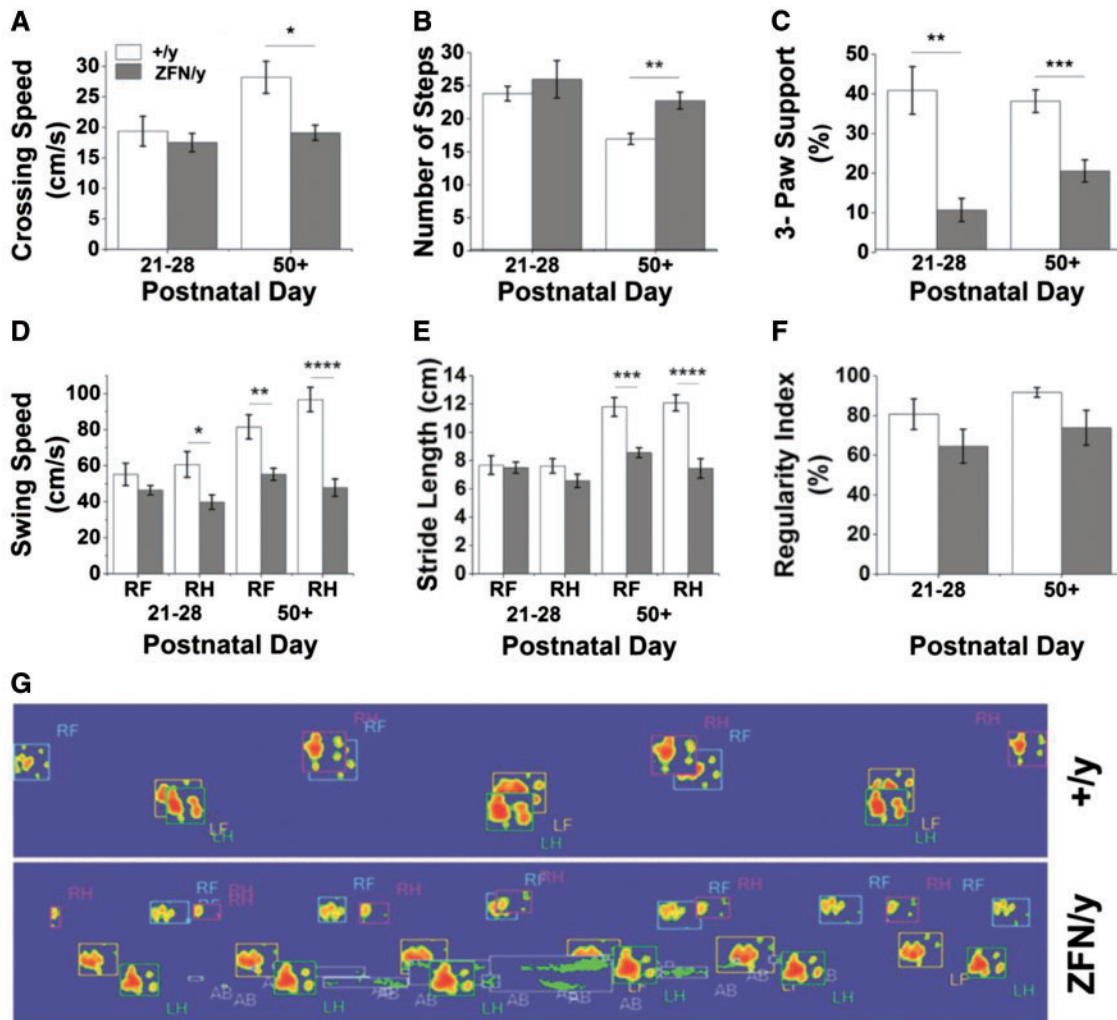 A
+/y
ZFN/y
*
Crossing Speed
(cm/s)
35
30
25
20
15
10
5
0
21-28
50+
Postnatal Day
B
**
Number of Steps
30
25
20
15
10
5
0
21-28
50+
Postnatal Day
C
**
***
3- Paw Support
(%)
50
40
30
20
10
0
21-28
50+
Postnatal Day
D
*
**
****
Swing Speed
(cm/s)
100
80
60
40
20
0
RF RH RF RH
21-28 50+
Postnatal Day
E
***
****
Stride Length (cm)
14
12
10
8
6
4
2
0
RF RH RF RH
21-28 50+
Postnatal Day
F
Regularity Index
(%)
100
80
60
40
20
0
21-28
50+
Postnatal Day
G
RF RH RF RH RF RH
LF LF LF
LH LH LH
+/y
RH RF RH RF RH RF RH RF RH RF
RH
LH AB AB LH AB AB LH AB AB LF AB LH LF
AB AB LH LH
ZFN/y